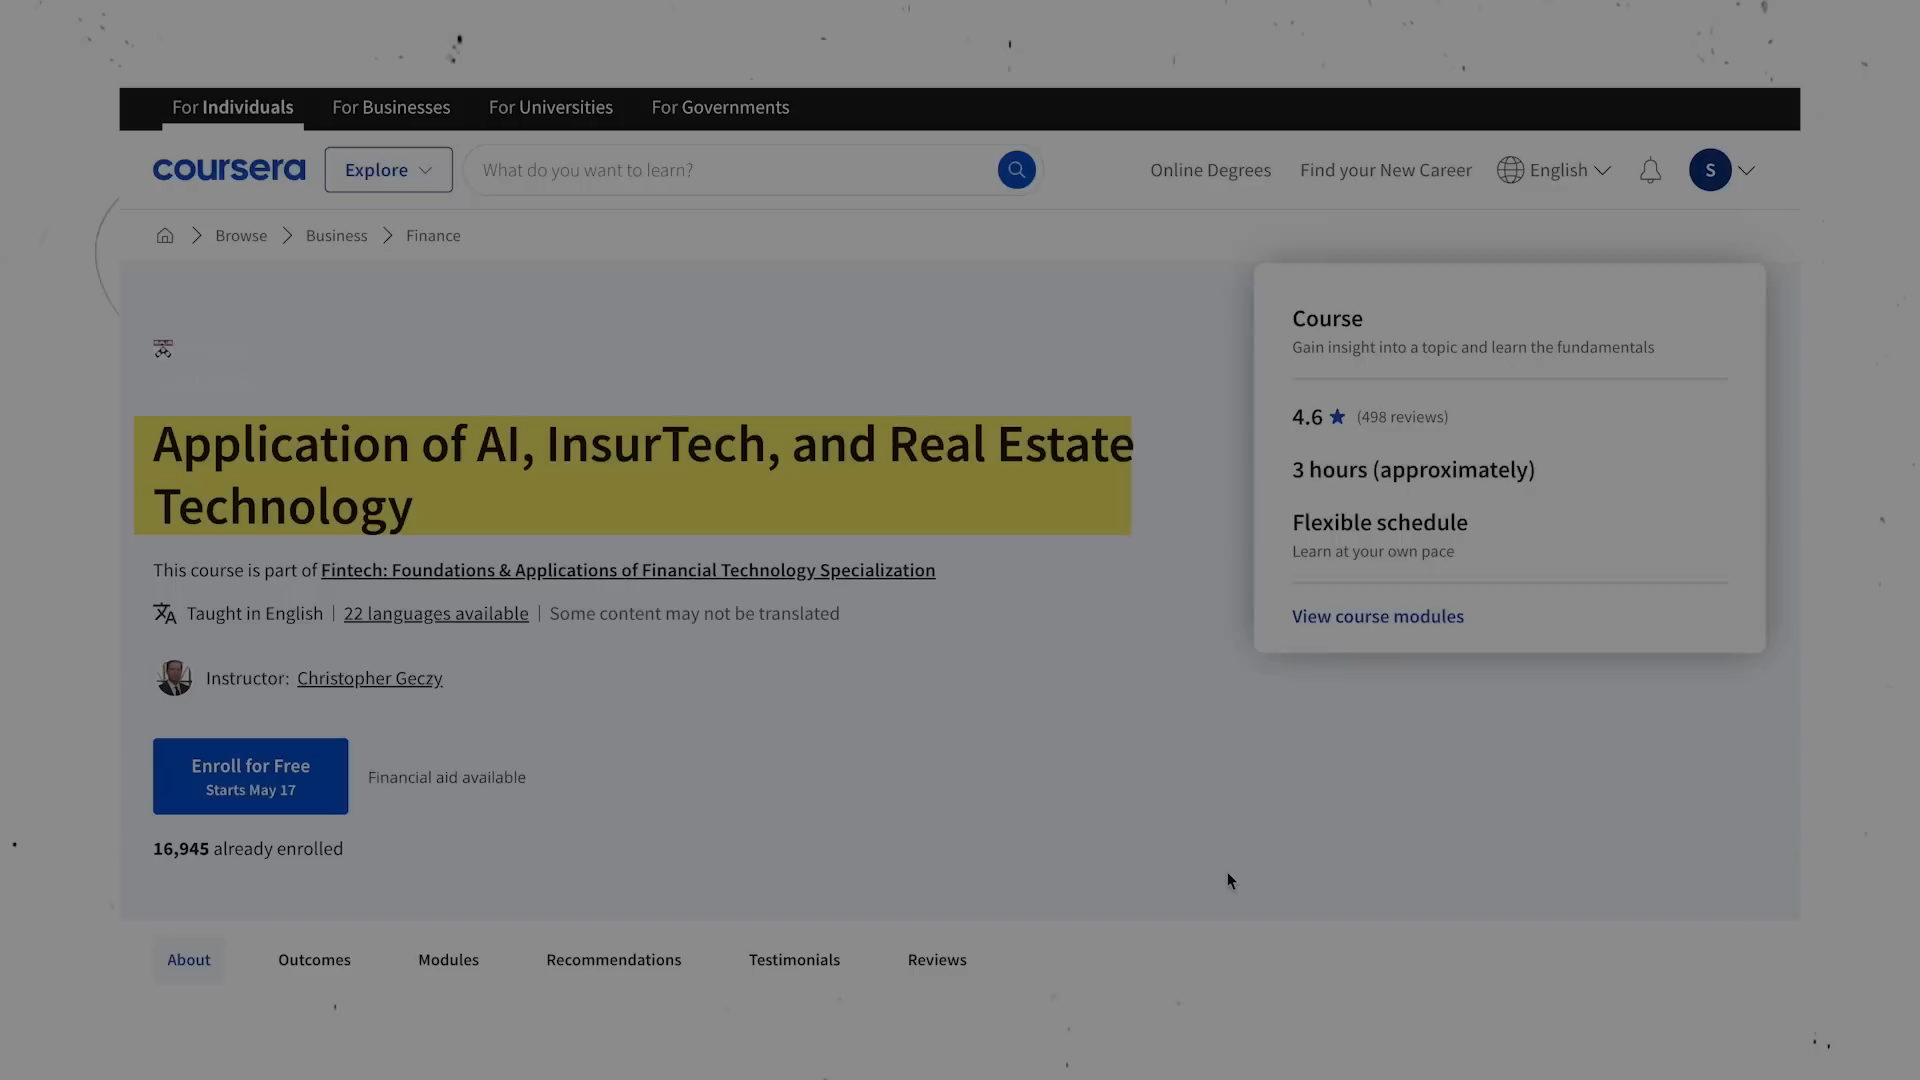 For Individuals For Businesses For Universities For Governments
coursera Explore What do you want to learn? Online Degrees Find your New Career English S
Browse Business Finance
Application of AI, InsurTech, and Real Estate
Technology
This course is part of Fintech: Foundations & Applications of Financial Technology Specialization
Taught in English | 22 languages available | Some content may not be translated
Instructor: Christopher Geczy
Enroll for Free
Starts May 17
Financial aid available
16,945 already enrolled
Course
Gain insight into a topic and learn the fundamentals
4.6 (498 reviews)
3 hours (approximately)
Flexible schedule
Learn at your own pace
View course modules
About Outcomes Modules Recommendations Testimonials Reviews